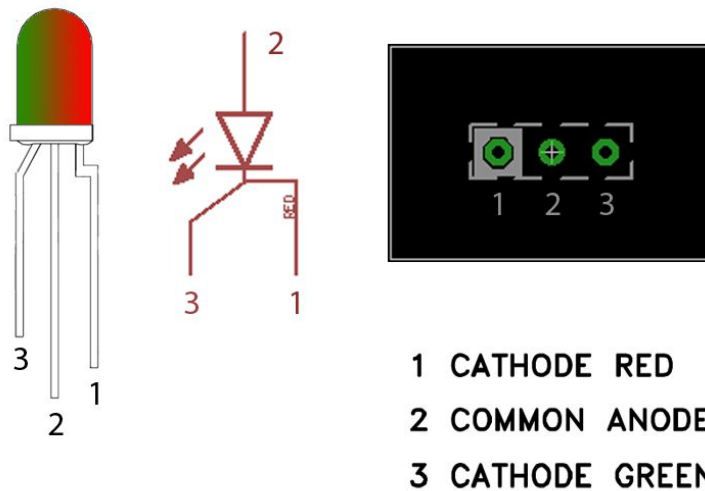 2
RED
3 1
3
1
2
1 2 3
1 CATHODE RED
2 COMMON ANODE
3 CATHODE GREEN